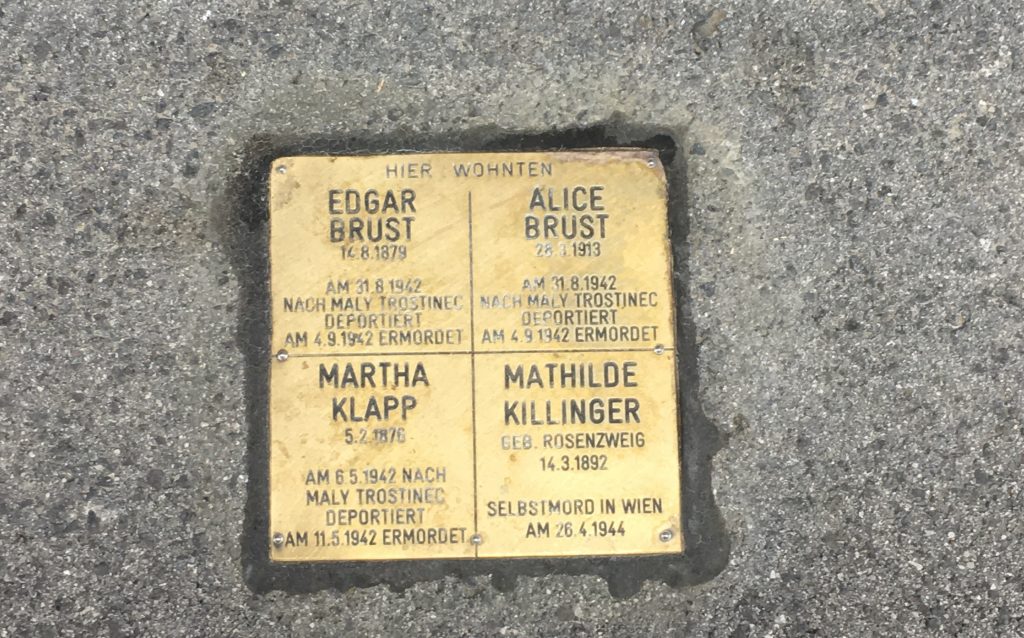 HIER WOHNTEN
EDGAR
BRUST
14.8.1879
AM 31.8.1942
NACH MALY TROSTINEC
DEPORTIERT
AM 4.9.1942 ERMORDET
ALICE
BRUST
28.3.1913
AM 31.8.1942
NACH MALY TROSTINEC
DEPORTIERT
AM 4.9.1942 ERMORDET
MARTHA
KLAPP
5.2.1876
AM 6.5.1942 NACH
MALY TROSTINEC
DEPORTIERT
AM 11.5.1942 ERMORDET
MATHILDE
KILLINGER
GEB. ROSENZWEIG
14.3.1892
SELBSTMORD IN WIEN
AM 26.4.1944